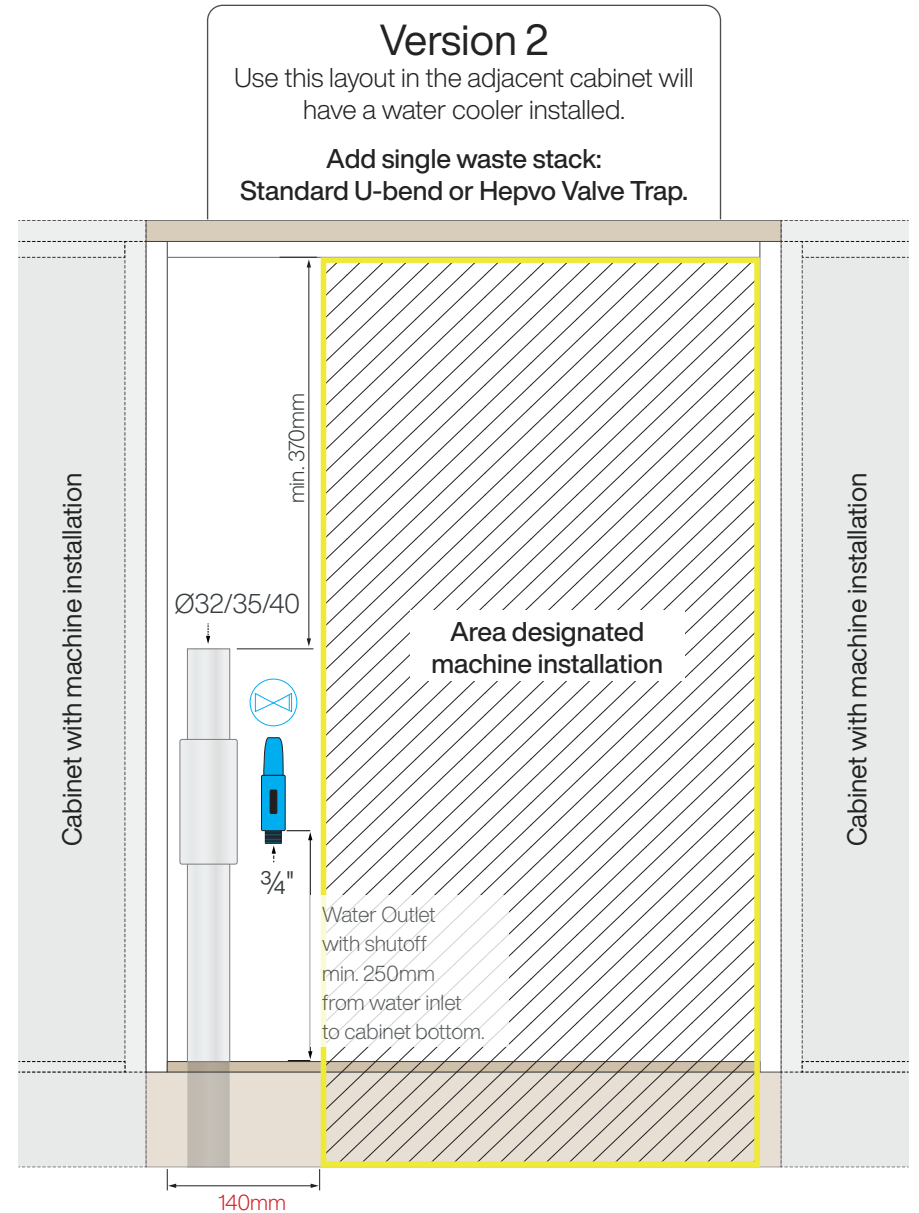 Version 2
Use this layout in the adjacent cabinet will
have a water cooler installed.
Add single waste stack:
Standard U-bend or Hepvo Valve Trap.
min. 370mm
Cabinet with machine installation
Ø32/35/40
Area designated
machine installation
Cabinet with machine installation
¾"
Water Outlet
with shutoff
min. 250mm
from water inlet
to cabinet bottom.
140mm